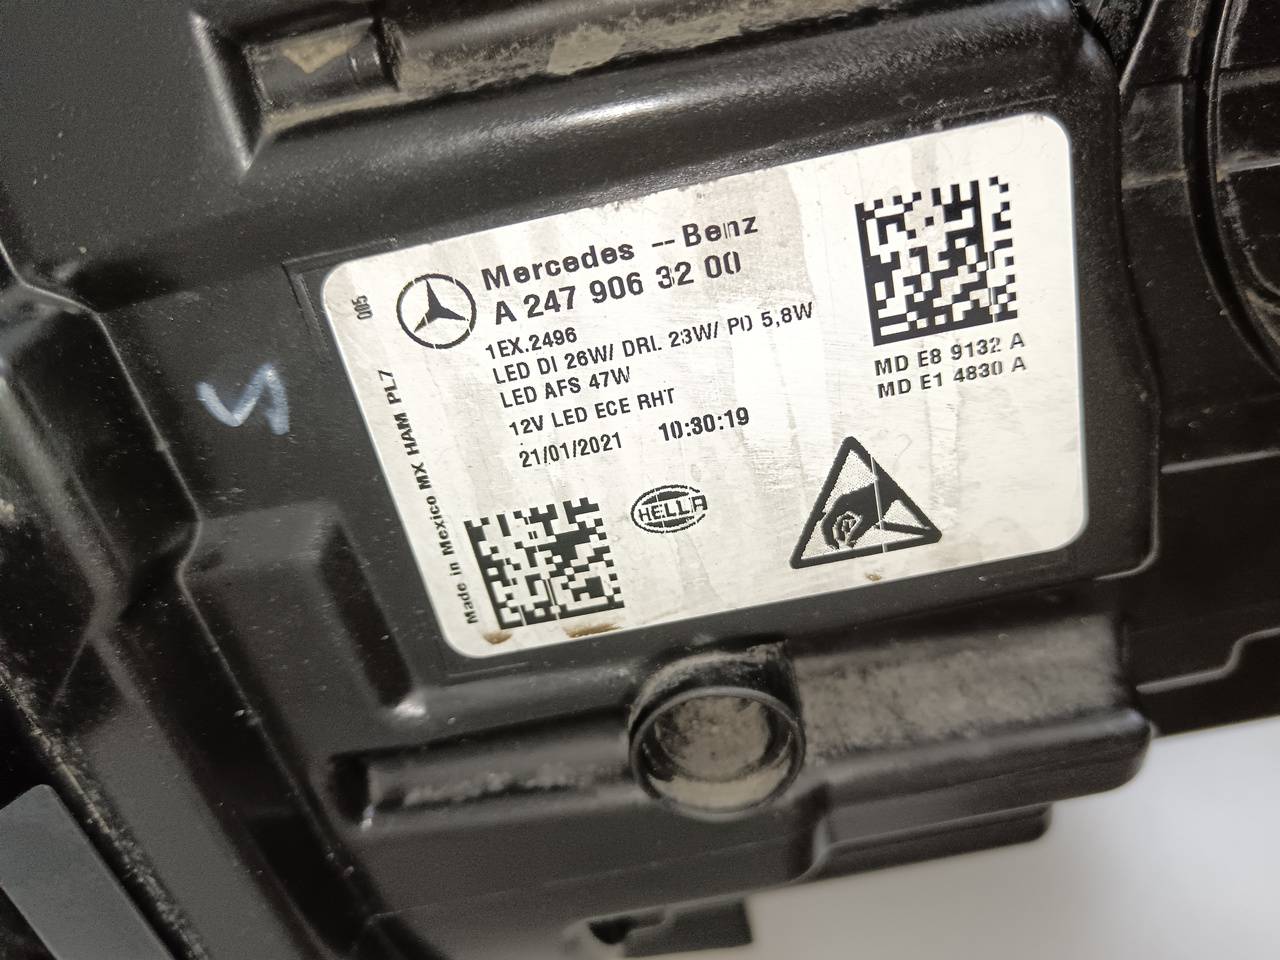 005
Mercedes -- Benz
A 247 906 32 00
1EX.2496
LED DI 26W/ DRL 23W/ PO 5,8W
LED AFS 47W
12V LED ECE RHT
21/01/2021 10:30:19
HELLA
MD E8 9132 A
MD E1 4830 A
Made in Mexico MX HAM PL7